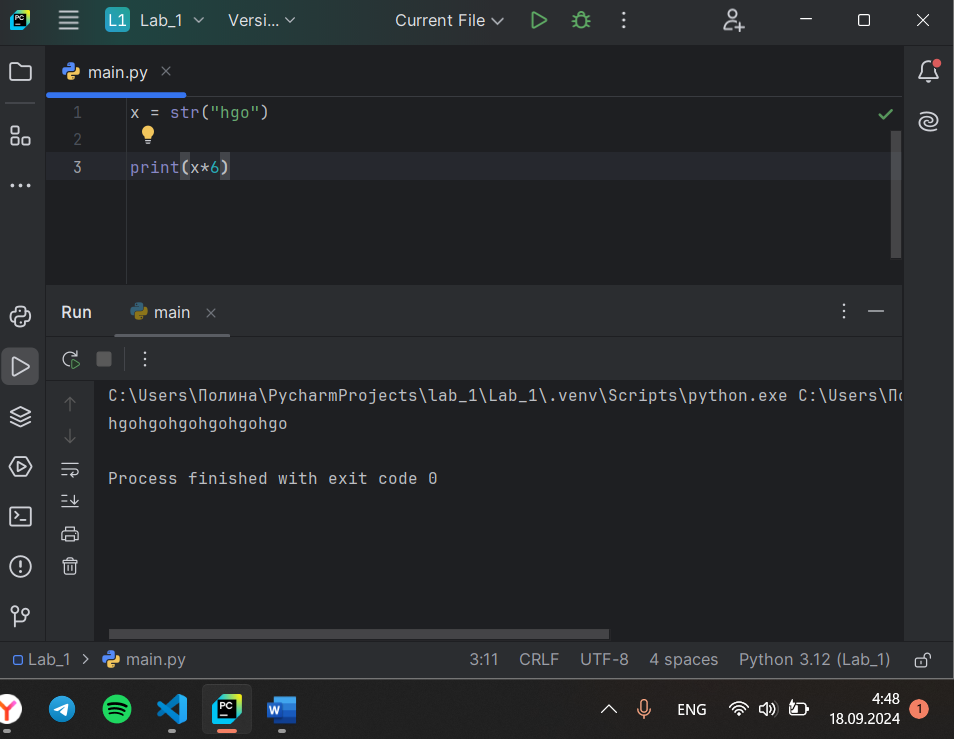 PC L1 Lab_1 Versi... Current File
main.py
1 x = str("hgo")
2
3 print(x*6)
Run main
C:\Users\Полина\PycharmProjects\lab_1\Lab_1\.venv\Scripts\python.exe C:\Users\По
hgohgohgohgohgohgo
Process finished with exit code 0
Lab_1 main.py 3:11 CRLF UTF-8 4 spaces Python 3.12 (Lab_1)
PC W ENG 4:48 1
18.09.2024